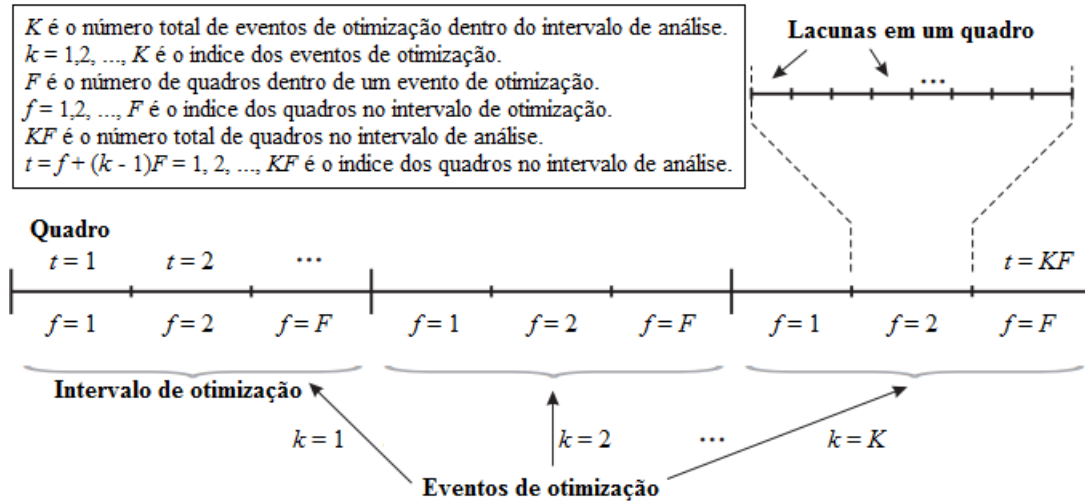 K é o número total de eventos de otimização dentro do intervalo de análise.
k = 1,2, ..., K é o indice dos eventos de otimização.
F é o número de quadros dentro de um evento de otimização.
f = 1,2, ..., F é o indice dos quadros no intervalo de otimização.
KF é o número total de quadros no intervalo de análise.
t = f + (k - 1)F = 1, 2, ..., KF é o indice dos quadros no intervalo de análise.
Lacunas em um quadro
...
Quadro
t = 1 t = 2 ... t = KF
f = 1 f = 2 f = F f = 1 f = 2 f = F f = 1 f = 2 f = F
Intervalo de otimização
k = 1 k = 2 ... k = K
Eventos de otimização